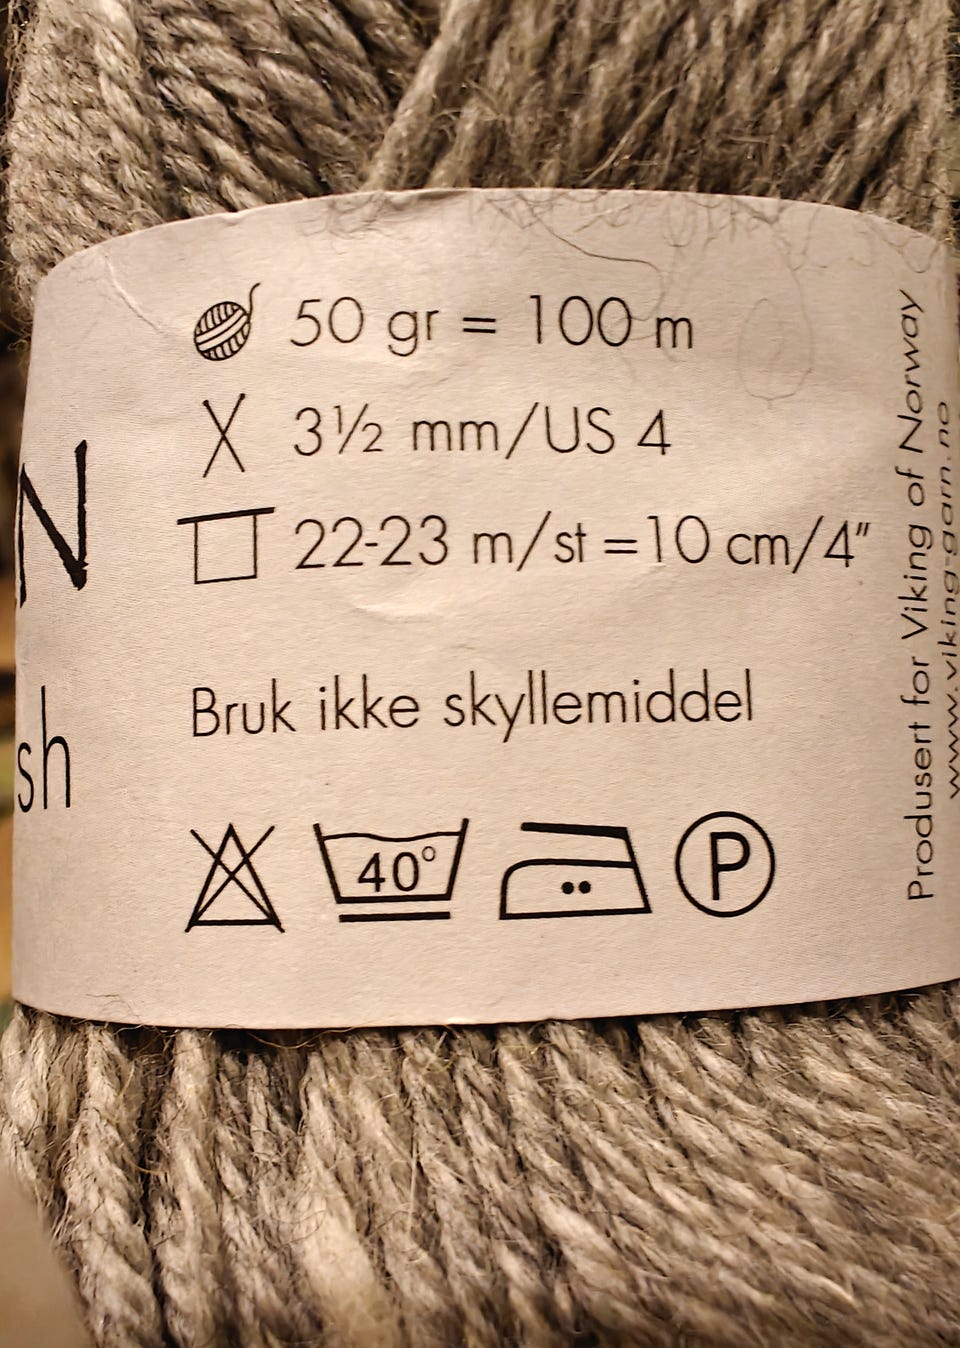 N
sh
50 gr = 100 m
3½ mm/US 4
22-23 m/st =10 cm/4"
Bruk ikke skyllemiddel
40°
P
Produsert for Viking of Norway
www.viking-garn.no